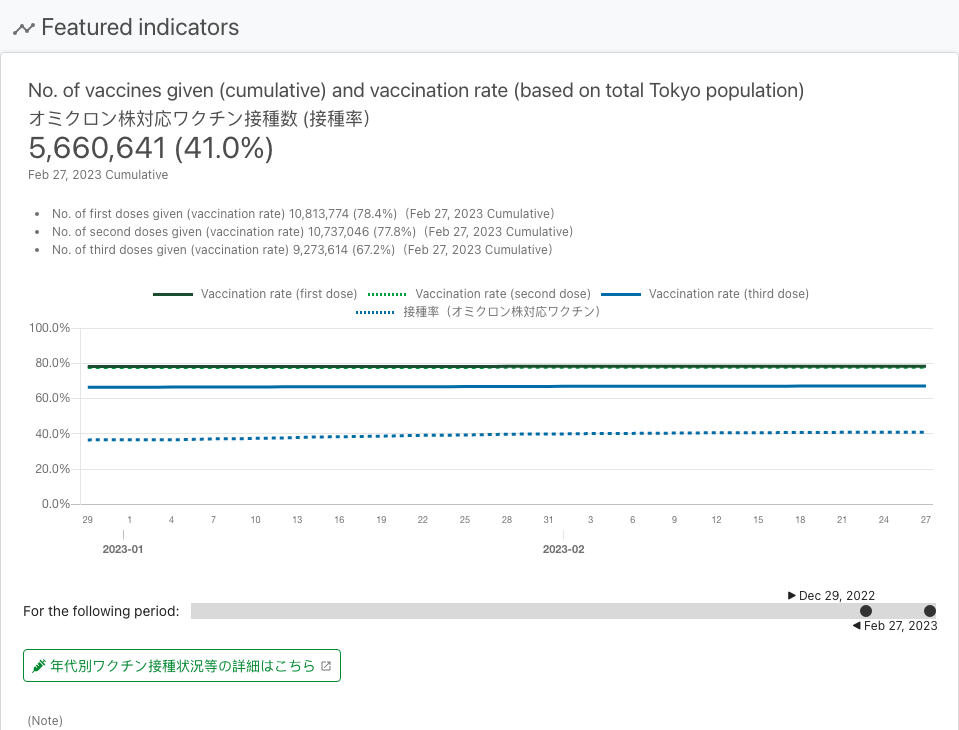 Featured indicators
No. of vaccines given (cumulative) and vaccination rate (based on total Tokyo population)
オミクロン株対応ワクチン接種数 (接種率）
5,660,641 (41.0%)
Feb 27, 2023 Cumulative
• No. of first doses given (vaccination rate) 10,813,774 (78.4%)（Feb 27, 2023 Cumulative）
• No. of second doses given (vaccination rate) 10,737,046 (77.8%)（Feb 27, 2023 Cumulative）
• No. of third doses given (vaccination rate) 9,273,614 (67.2%)（Feb 27, 2023 Cumulative）
Vaccination rate (first dose) Vaccination rate (second dose) Vaccination rate (third dose)
接種率（オミクロン株対応ワクチン）
100.0%
80.0%
60.0%
40.0%
20.0%
0.0%
29 1 4 7 10 13 16 19 22 25 28 31 3 6 9 12 15 18 21 24 27
2023-01 2023-02
Dec 29, 2022
For the following period:
Feb 27, 2023
年代別ワクチン接種状況等の詳細はこちら
(Note)